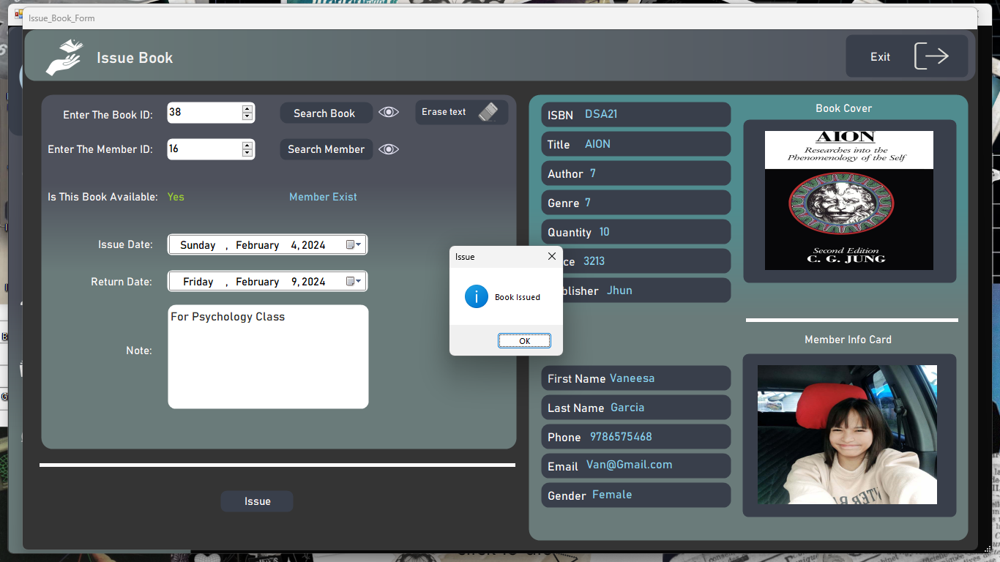 Issue_Book_Form
Issue Book
Exit
Enter The Book ID: 38
Search Book
Erase text
Enter The Member ID: 16
Search Member
Is This Book Available: Yes
Member Exist
Issue Date: Sunday , February 4, 2024
Return Date: Friday , February 9, 2024
Note: For Psychology Class
Issue
Issue
Book Issued
OK
ISBN DSA21
Title AION
Author 7
Genre 7
Quantity 10
ce 3213
blisher Jhun
Book Cover
AION
Researches into the
Phenomenology of the Self
Second Edition
C. G. JUNG
Member Info Card
First Name Vaneesa
Last Name Garcia
Phone 9786575468
Email Van@Gmail.com
Gender Female